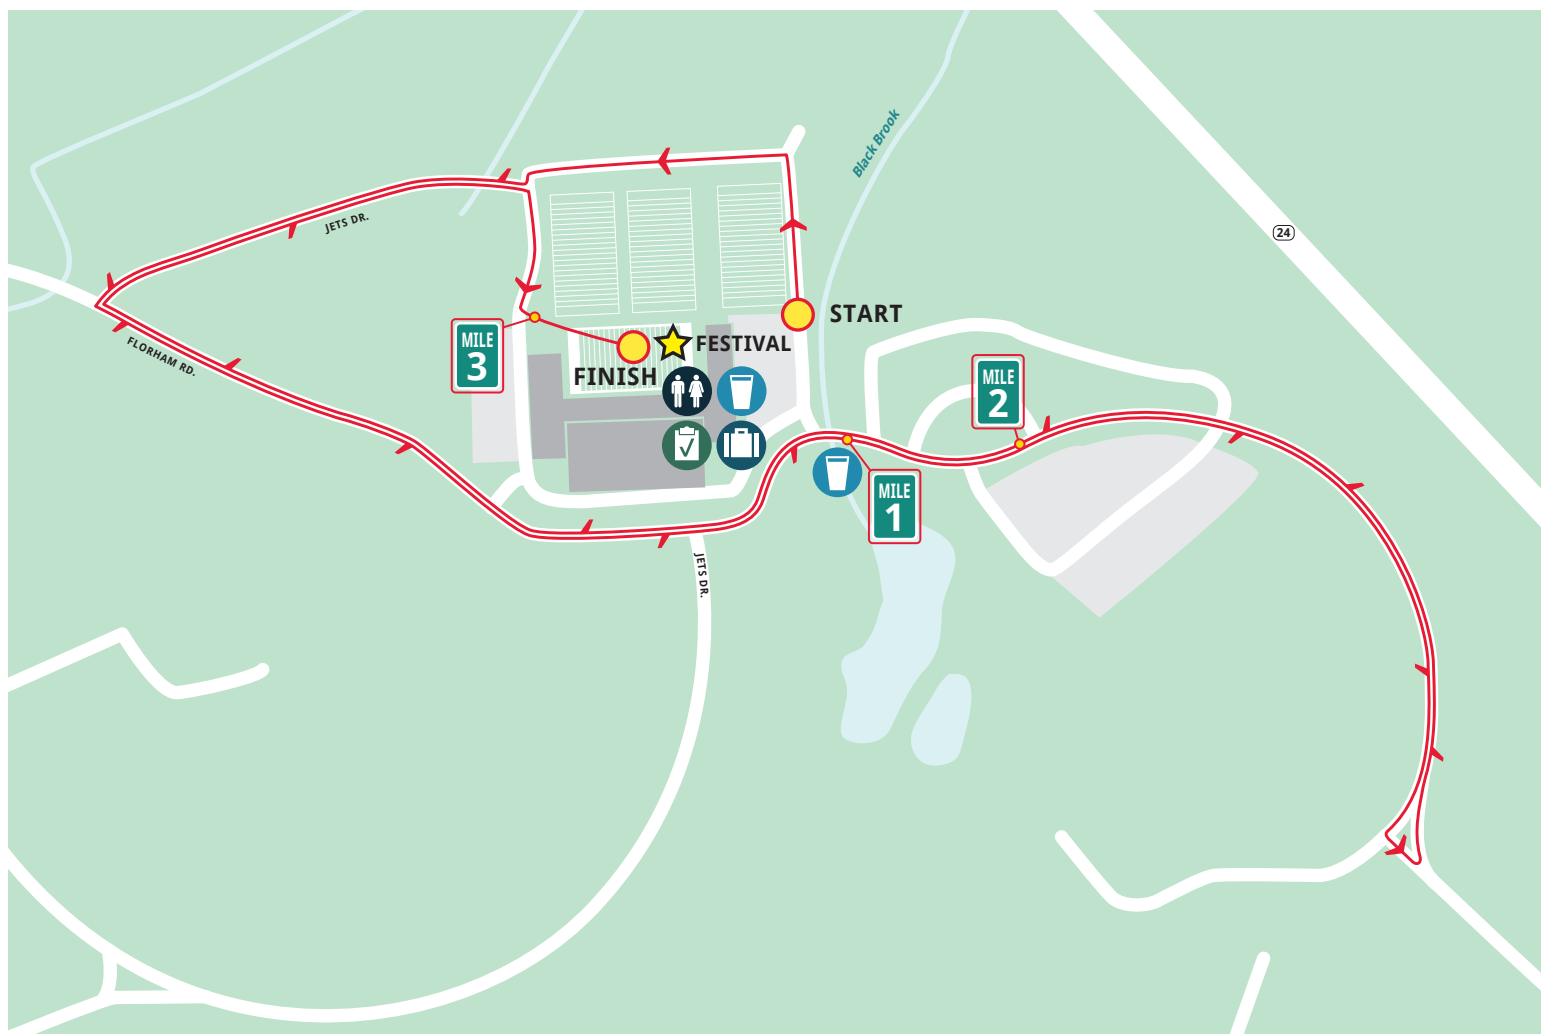 Black Brook
JETS DR.
24
START
FLORHAM RD.
MILE
3
FESTIVAL
FINISH
MILE
2
MILE
1
JETS DR.